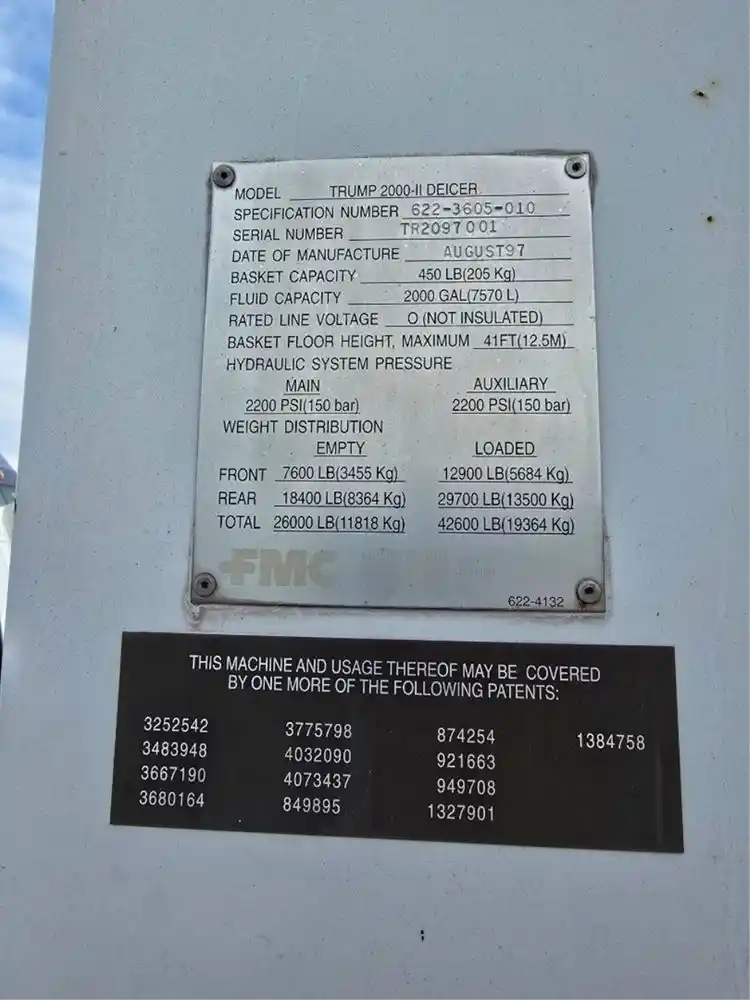 MODEL TRUMP 2000-II DEICER
SPECIFICATION NUMBER 622-3605-010
SERIAL NUMBER TR2097001
DATE OF MANUFACTURE AUGUST97
BASKET CAPACITY 450 LB(205 Kg)
FLUID CAPACITY 2000 GAL(7570 L)
RATED LINE VOLTAGE O (NOT INSULATED)
BASKET FLOOR HEIGHT, MAXIMUM 41FT(12.5M)
HYDRAULIC SYSTEM PRESSURE
MAIN AUXILIARY
2200 PSI(150 bar) 2200 PSI(150 bar)
WEIGHT DISTRIBUTION
EMPTY LOADED
FRONT 7600 LB(3455 Kg) 12900 LB(5684 Kg)
REAR 18400 LB(8364 Kg) 29700 LB(13500 Kg)
TOTAL 26000 LB(11818 Kg) 42600 LB(19364 Kg)
FMC
622-4132
THIS MACHINE AND USAGE THEREOF MAY BE COVERED
BY ONE MORE OF THE FOLLOWING PATENTS:
3252542 3775798 874254 1384758
3483948 4032090 921663
3667190 4073437 949708
3680164 849895 1327901